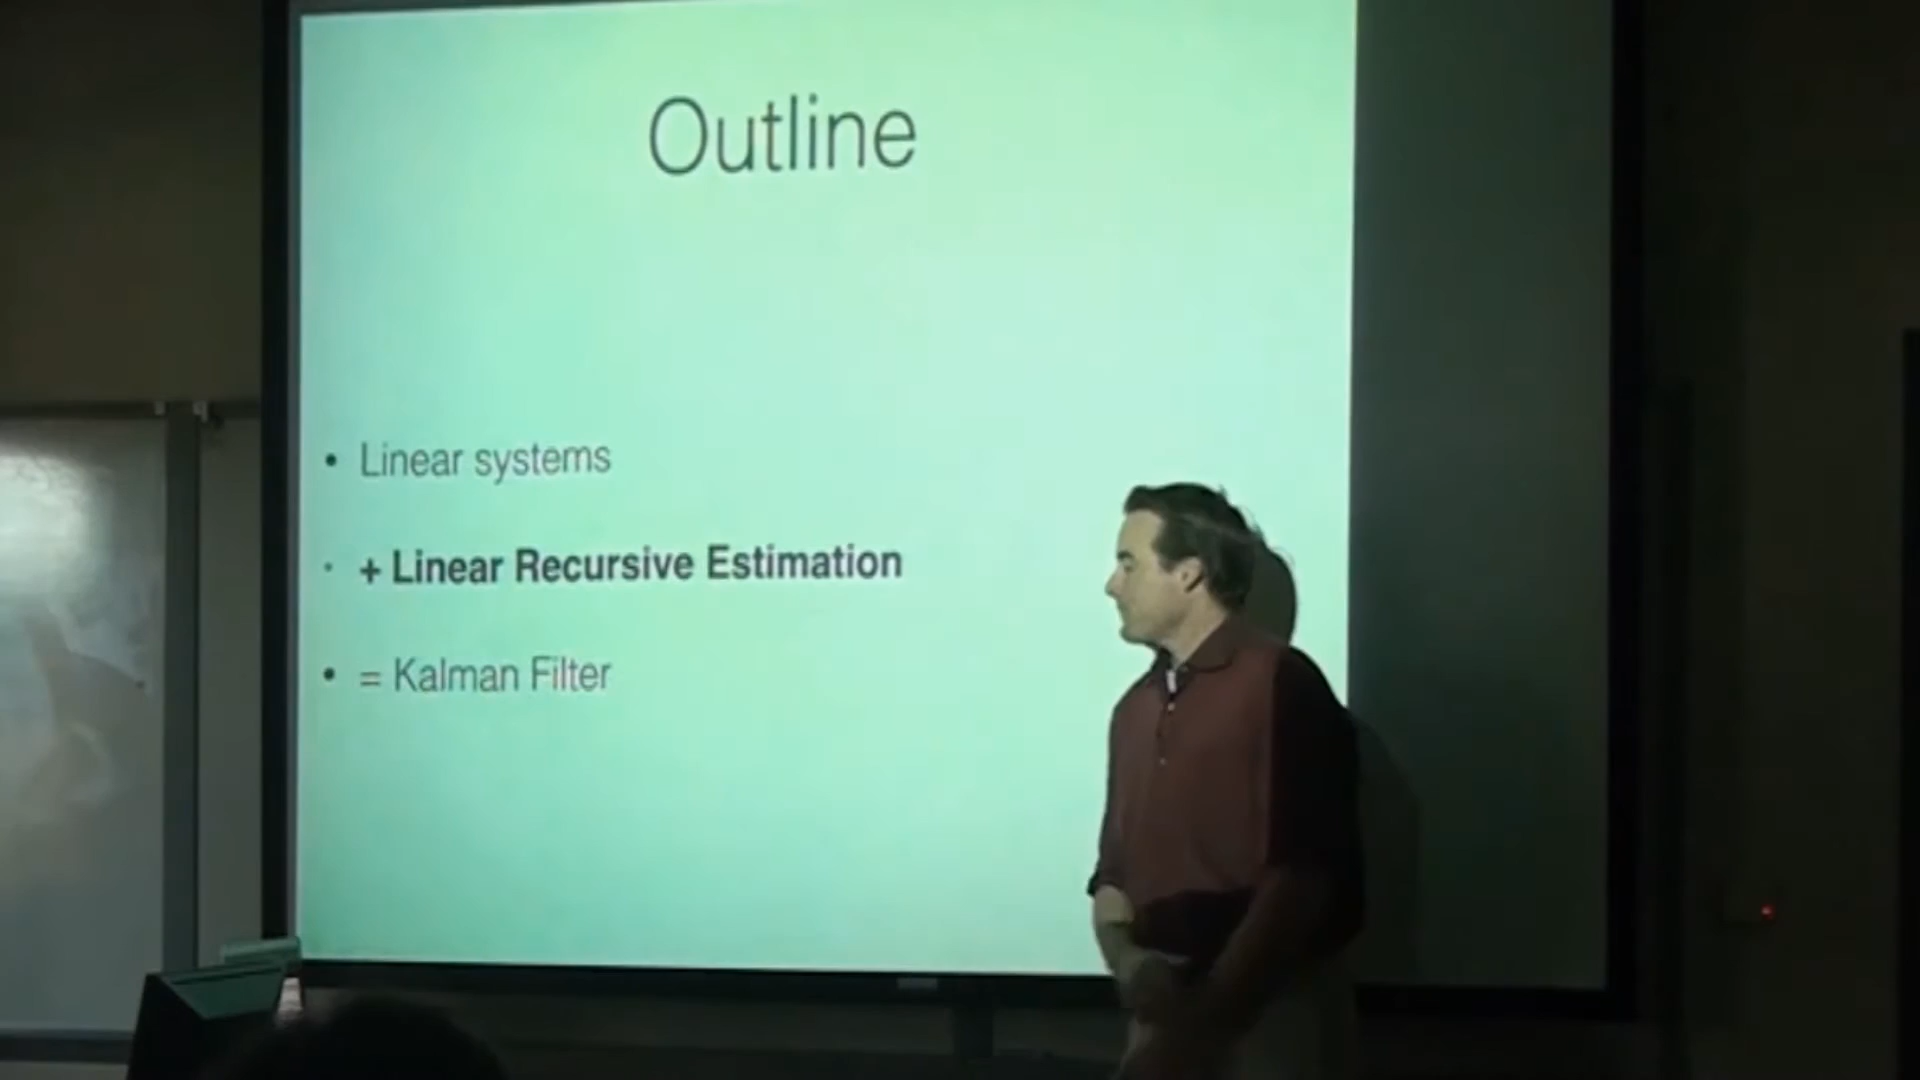 Outline
• Linear systems
• + Linear Recursive Estimation
• = Kalman Filter